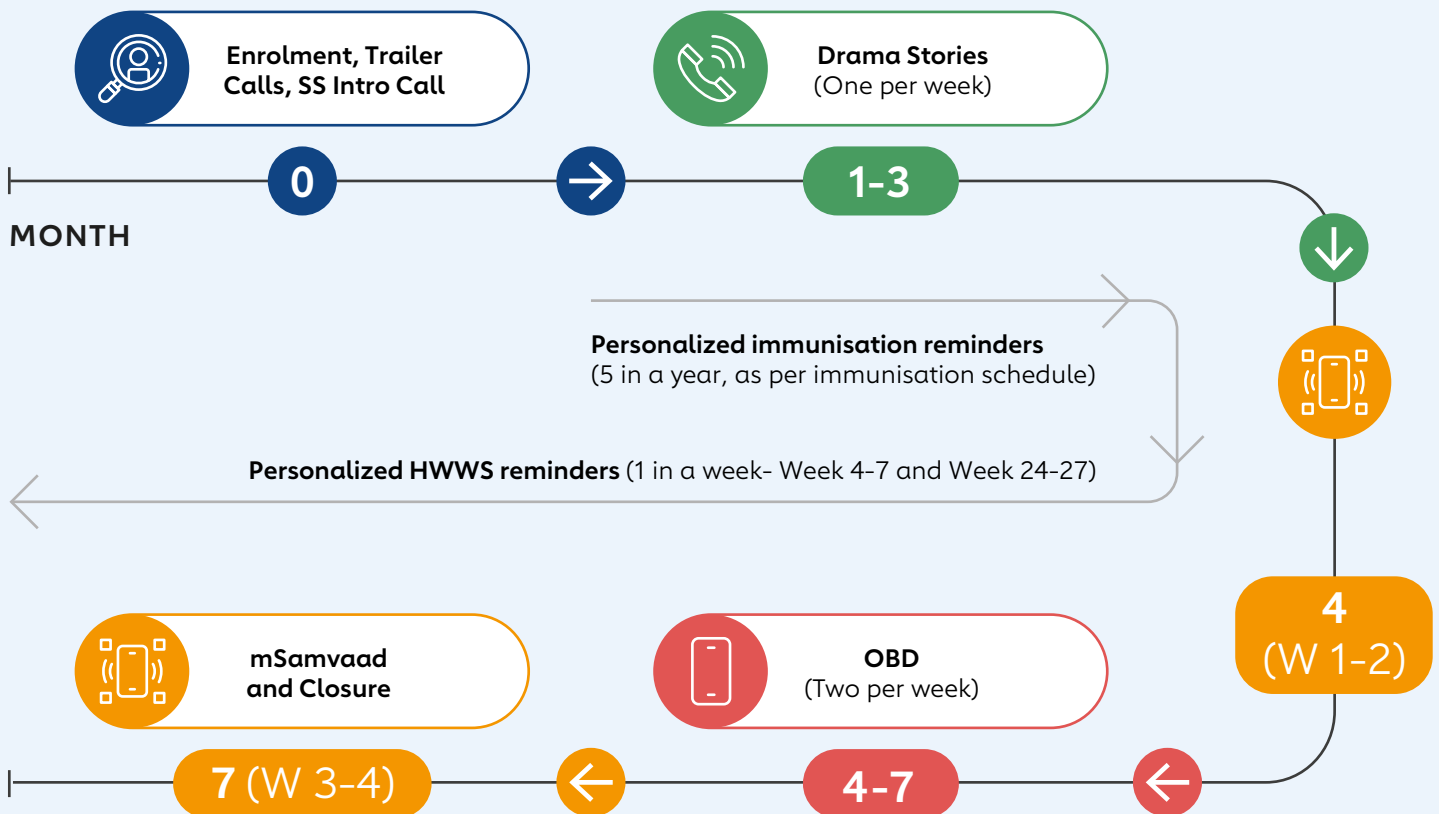 Enrolment, Trailer
Calls, SS Intro Call
Drama Stories
(One per week)
0
1-3
MONTH
Personalized immunisation reminders
(5 in a year, as per immunisation schedule)
Personalized HWWS reminders (1 in a week- Week 4-7 and Week 24-27)
4
(W 1-2)
mSamvaad
and Closure
OBD
(Two per week)
7 (W 3-4)
4-7